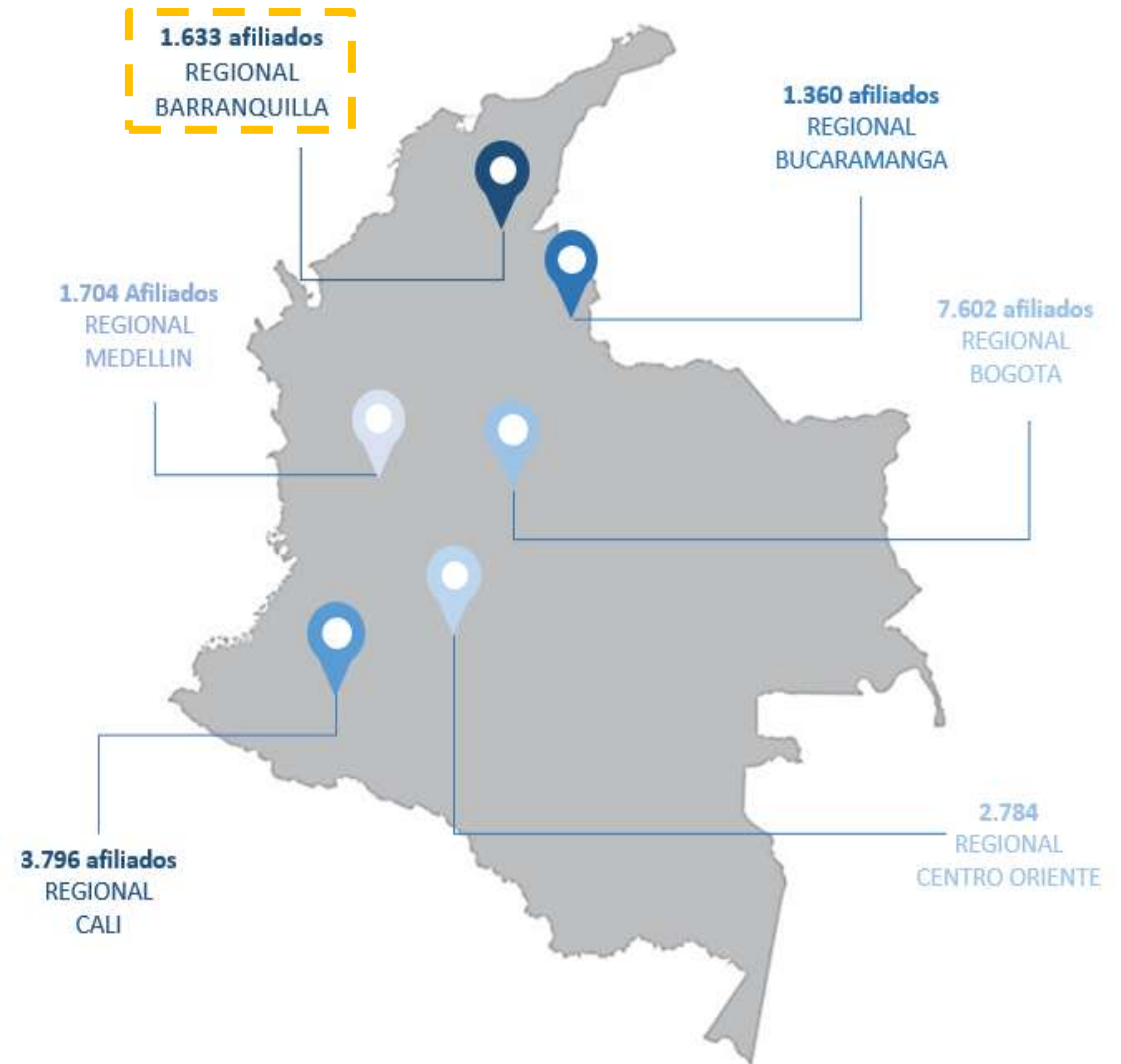 1.633 afiliados
REGIONAL
BARRANQUILLA
1.360 afiliados
REGIONAL
BUCARAMANGA
1.704 Afiliados
REGIONAL
MEDELLIN
7.602 afiliados
REGIONAL
BOGOTA
3.796 afiliados
REGIONAL
CALI
2.784
REGIONAL
CENTRO ORIENTE